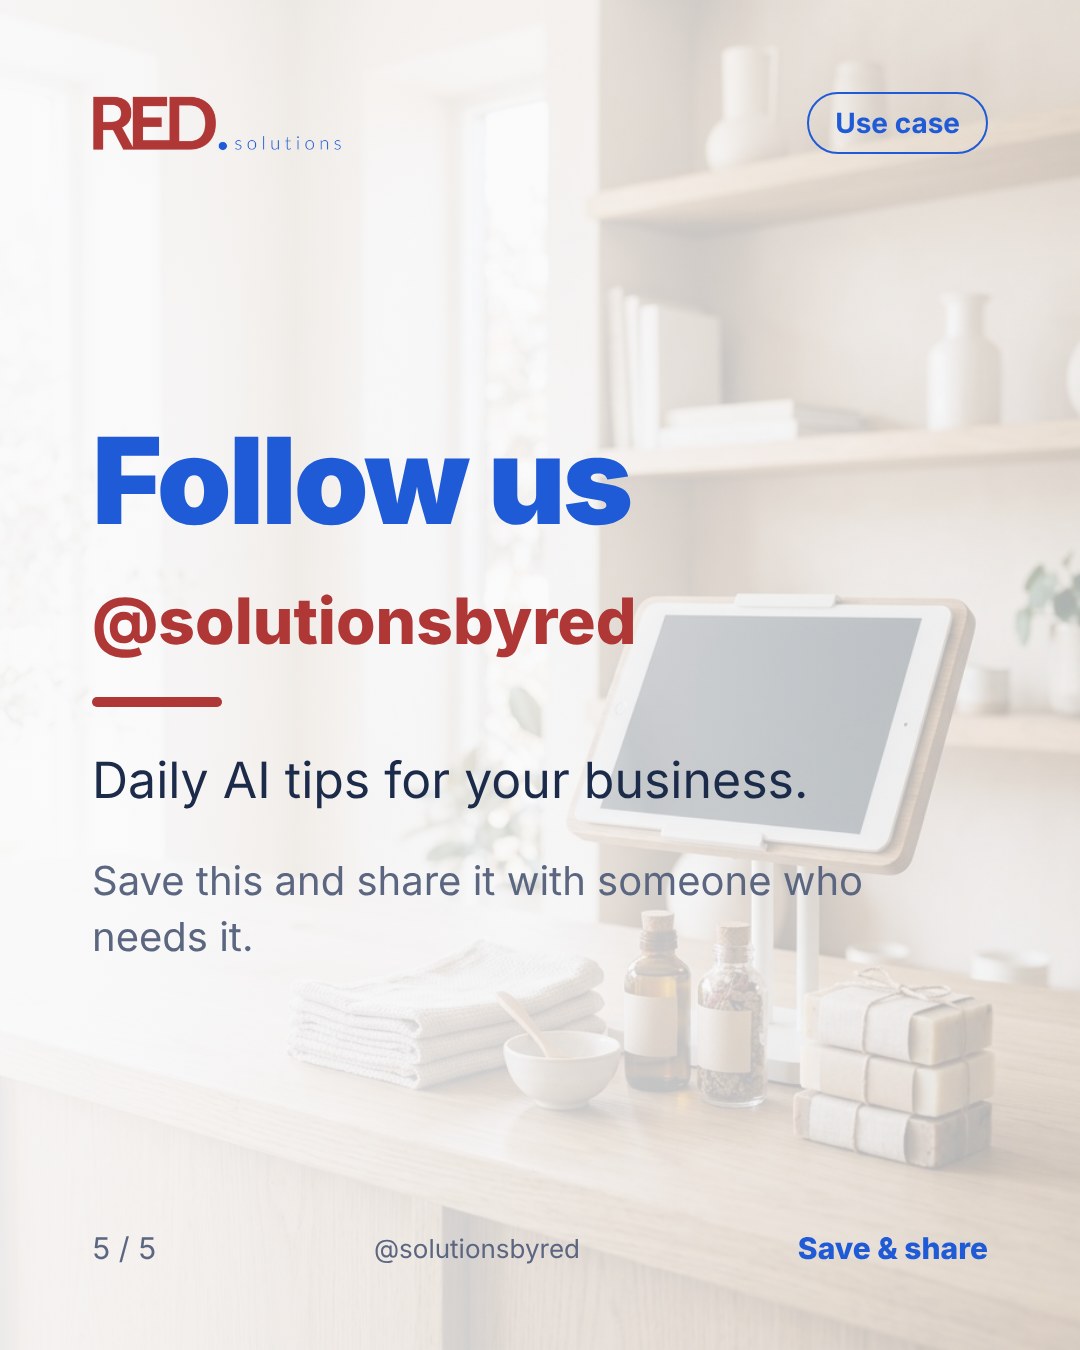 RED.solutions
Use case
Follow us
@solutionsbyred
Daily AI tips for your business.
Save this and share it with someone who
needs it.
5 / 5
@solutionsbyred
Save & share